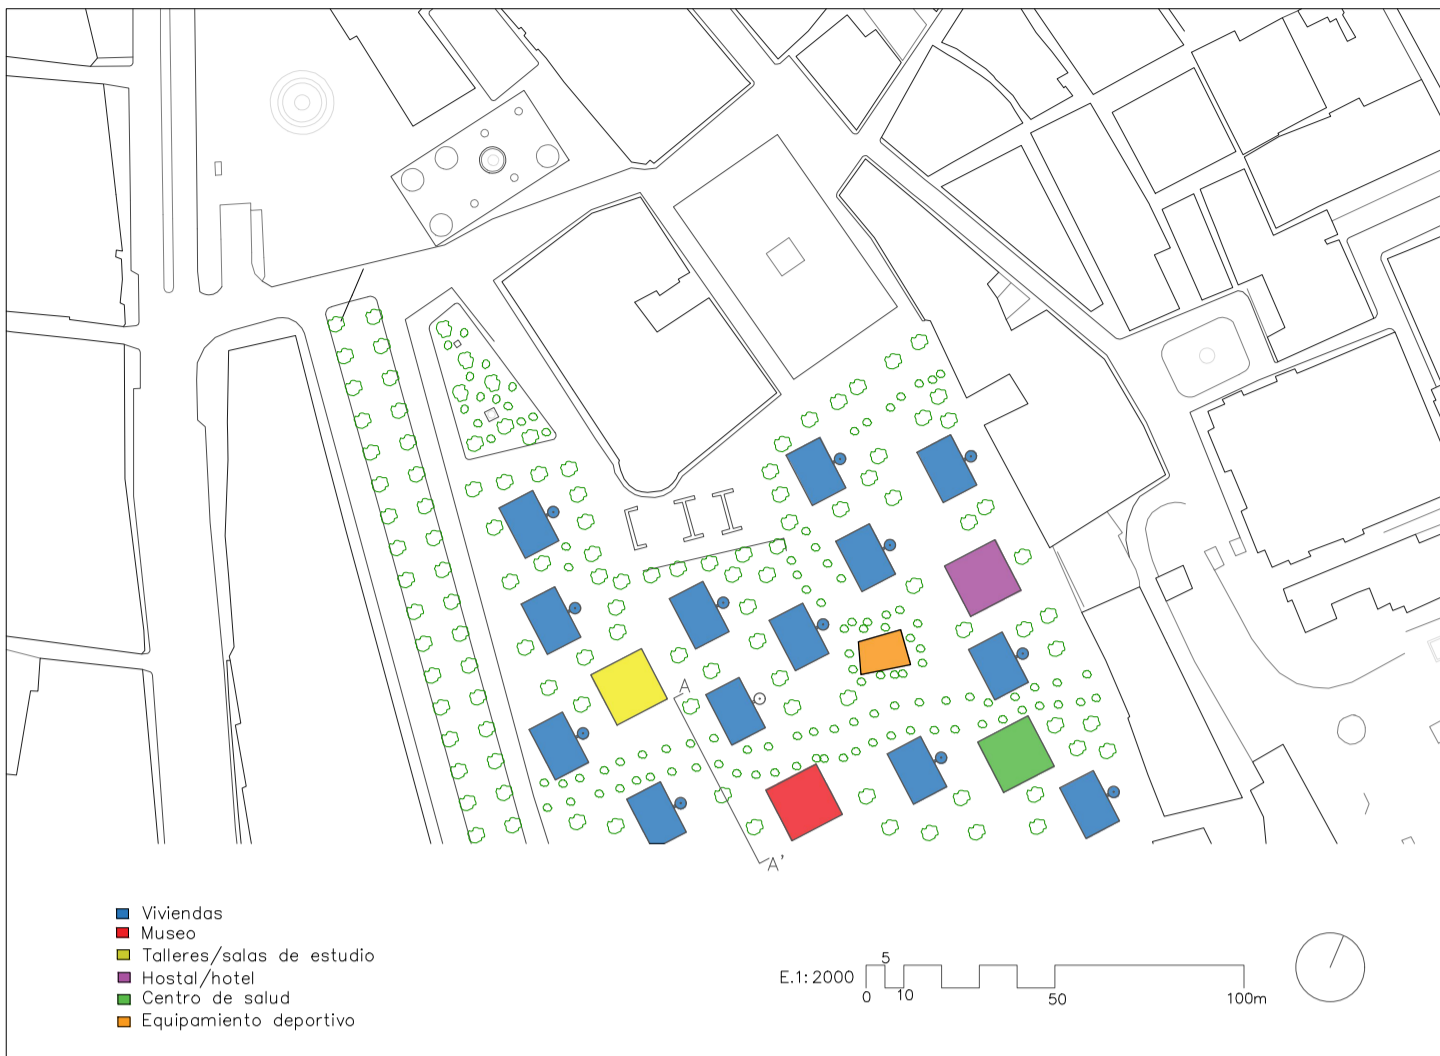 A
A'
Viviendas
Museo
Talleres/salas de estudio
Hostal/hotel
Centro de salud
Equipamiento deportivo
E.1:2000
5
0
10
50
100m